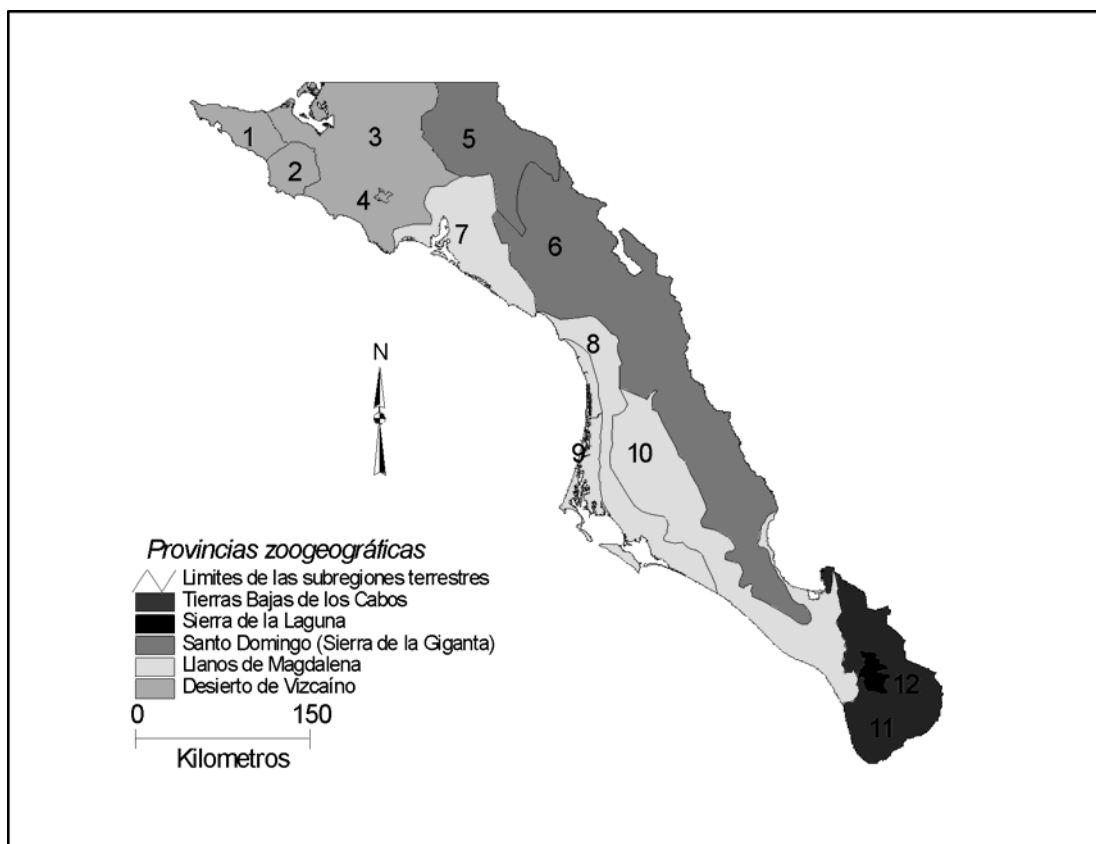 1
2
3
4
5
6
7
8
9
10
11
12
N
Provincias zoogeográficas
Limites de las subregiones terrestres
Tierras Bajas de los Cabos
Sierra de la Laguna
Santo Domingo (Sierra de la Giganta)
Llanos de Magdalena
Desierto de Vizcaíno
0 150
Kilometros